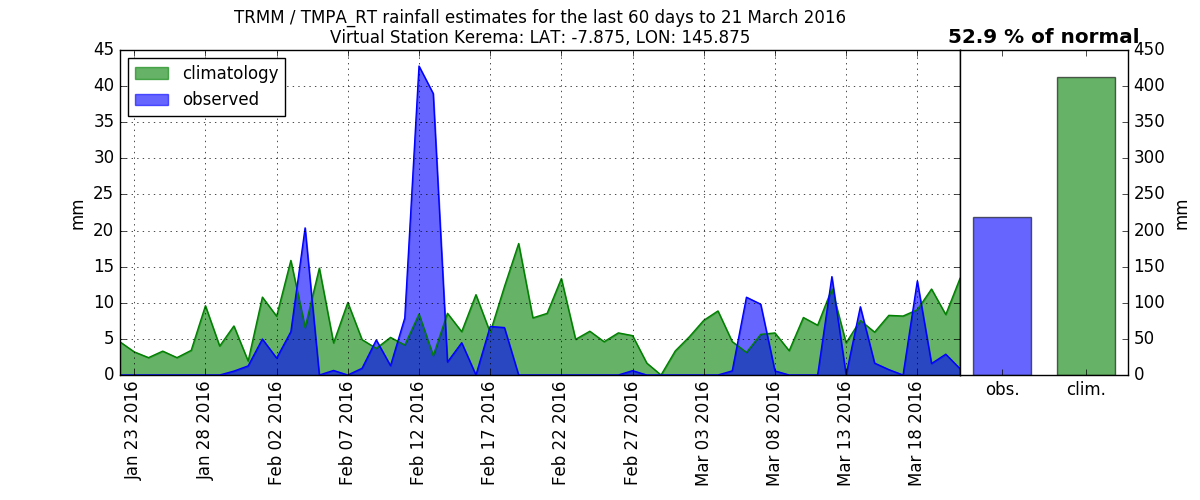 TRMM / TMPA_RT rainfall estimates for the last 60 days to 21 March 2016
Virtual Station Kerema: LAT: -7.875, LON: 145.875
52.9 % of normal
climatology
observed
45
40
35
30
25
20
15
10
5
0
mm
450
400
350
300
250
200
150
100
50
0
mm
Jan 23 2016
Jan 28 2016
Feb 02 2016
Feb 07 2016
Feb 12 2016
Feb 17 2016
Feb 22 2016
Feb 27 2016
Mar 03 2016
Mar 08 2016
Mar 13 2016
Mar 18 2016
obs.
clim.